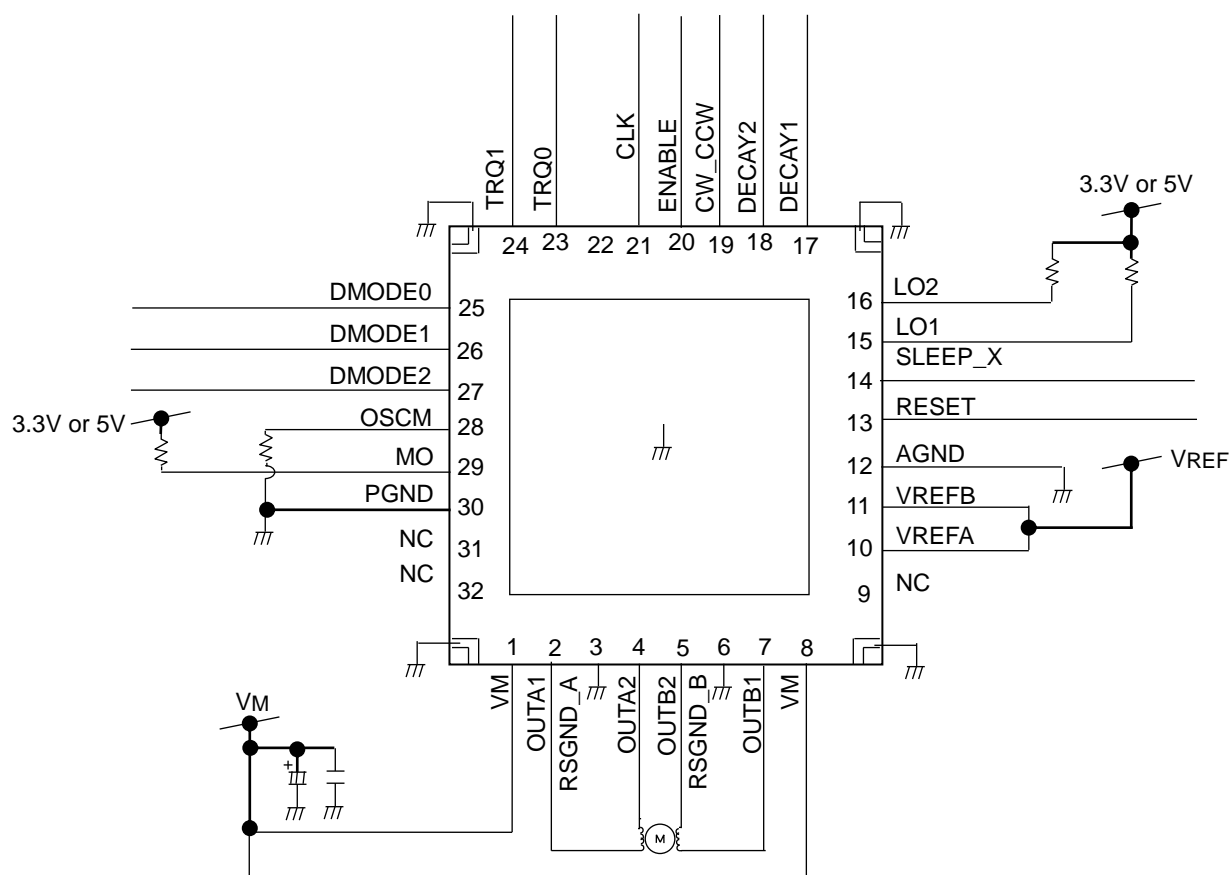 TRQ1
TRQ0
CLK
ENABLE
CW_CCW
DECAY2
DECAY1
24
23
22
21
20
19
18
17
3.3V or 5V
DMODE0
25
DMODE1
26
DMODE2
27
3.3V or 5V
OSCM
28
MO
29
PGND
30
NC
31
NC
32
16
LO2
15
LO1
SLEEP_X
14
RESET
13
AGND
12
VREF
VREFB
11
VREFA
10
NC
9
1
2
3
4
5
6
7
8
VM
OUTA1
RSGND_A
OUTA2
OUTB2
RSGND_B
OUTB1
VM
VM
+
M